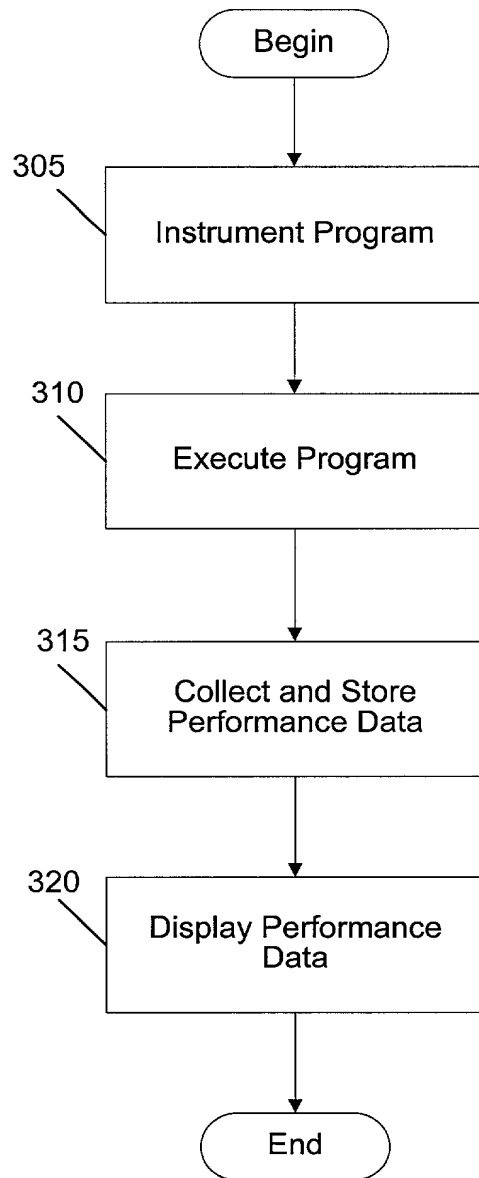 Begin
305
Instrument Program
310
Execute Program
315
Collect and Store
Performance Data
320
Display Performance
Data
End